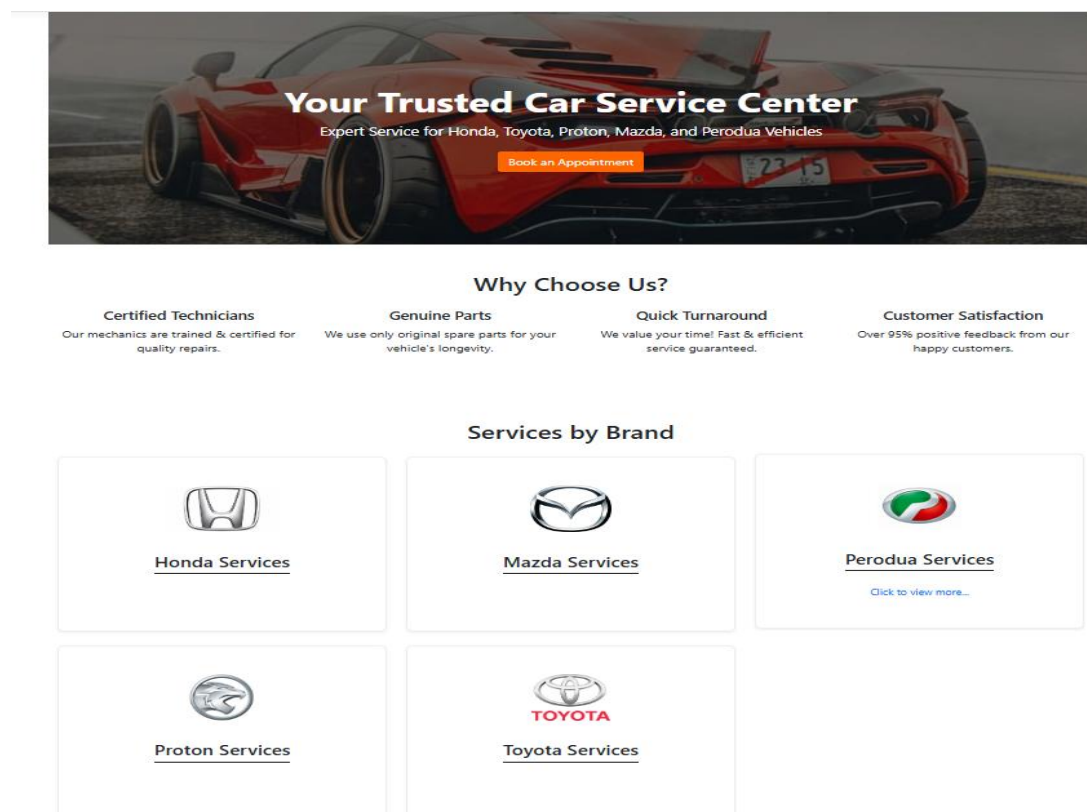 Your Trusted Car Service Center
Expert Service for Honda, Toyota, Proton, Mazda, and Perodua Vehicles
Book an Appointment
23-15
Why Choose Us?
Certified Technicians
Our mechanics are trained & certified for
quality repairs.
Genuine Parts
We use only original spare parts for your
vehicle's longevity.
Quick Turnaround
We value your time! Fast & efficient
service guaranteed.
Customer Satisfaction
Over 95% positive feedback from our
happy customers.
Services by Brand
Honda Services
Mazda Services
Perodua Services
Click to view more...
Proton Services
TOYOTA
Toyota Services